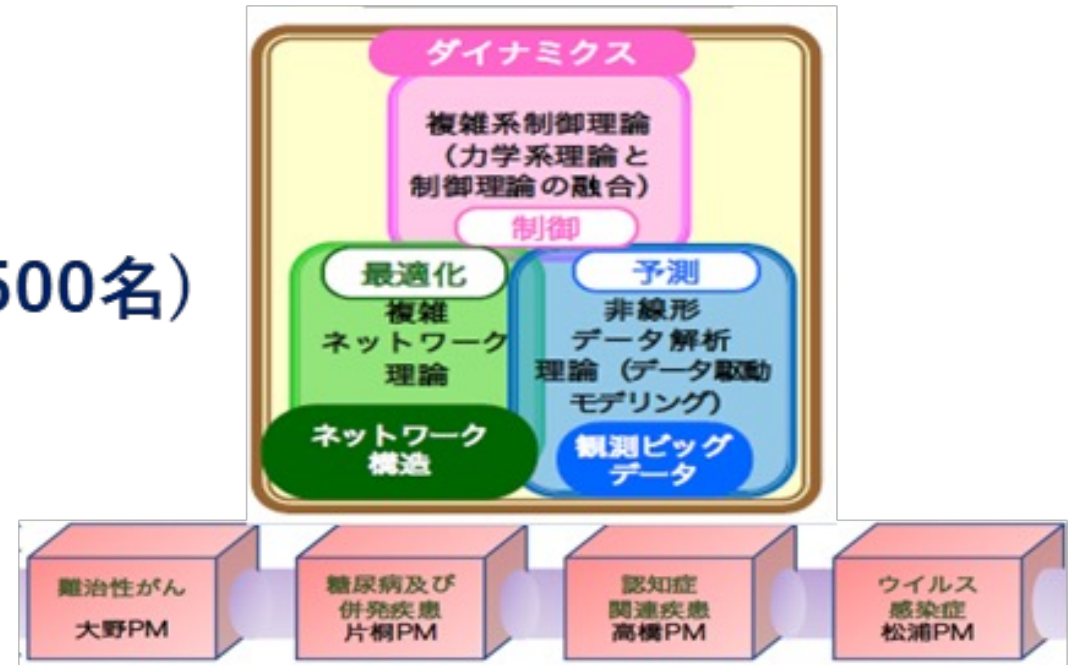 ダイナミクス
複雑系制御理論
（力学系理論と
制御理論の融合）
制御
500名）
最適化
複雑
ネットワーク
理論
ネットワーク
構造
予測
非線形
データ解析
理論（データ駆動
モデリング）
観測ビッグ
データ
難治性がん
大野PM
糖尿病及び
併発疾患
片桐PM
認知症
関連疾患
高橋PM
ウイルス
感染症
松浦PM